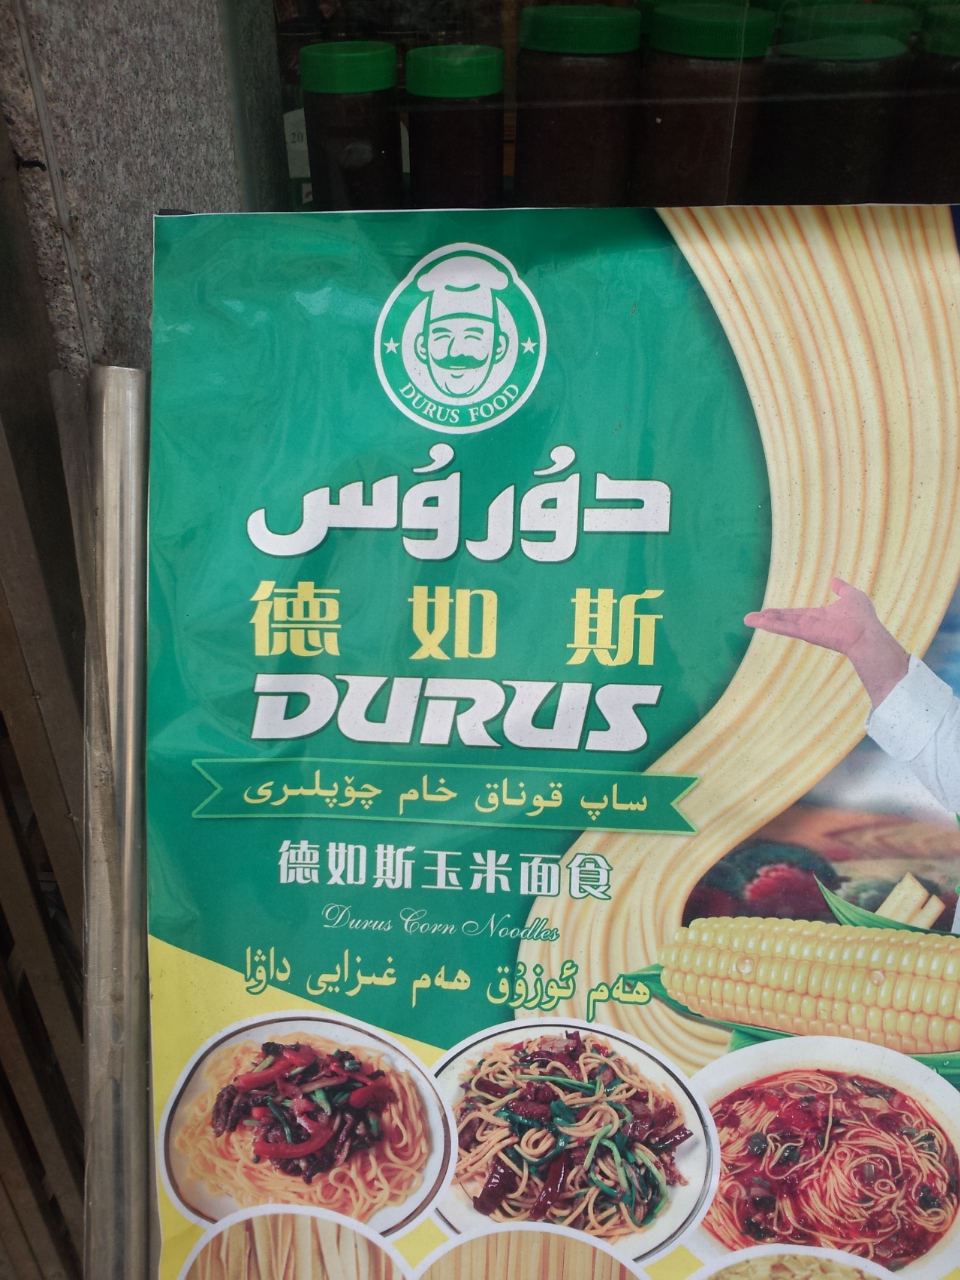 DURUS FOOD
دۇرۇس
德如斯
DURUS
ساپ قوناق خام چۆپلىرى
德如斯玉米面食
Durus Corn Noodles
ھەم ئوزۇق ھەم غىزايى داۋا
20